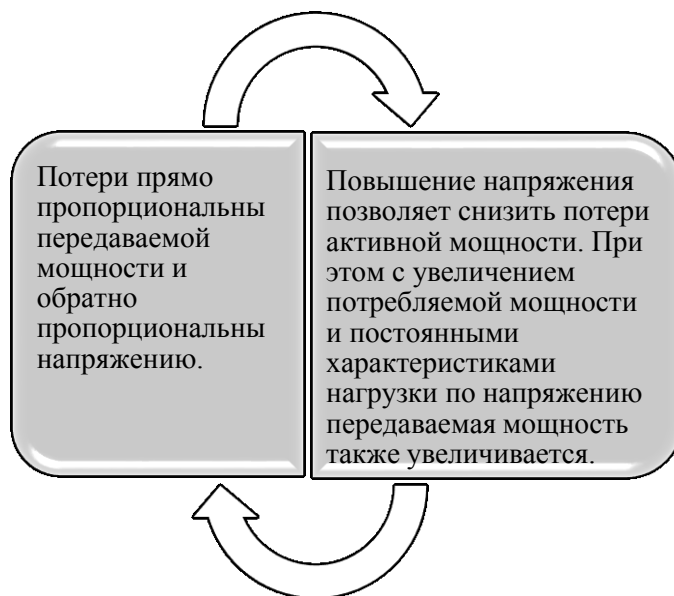 Потери прямо
пропорциональны
передаваемой
мощности и
обратно
пропорциональны
напряжению.
Повышение напряжения
позволяет снизить потери
активной мощности. При
этом с увеличением
потребляемой мощности
и постоянными
характеристиками
нагрузки по напряжению
передаваемая мощность
также увеличивается.